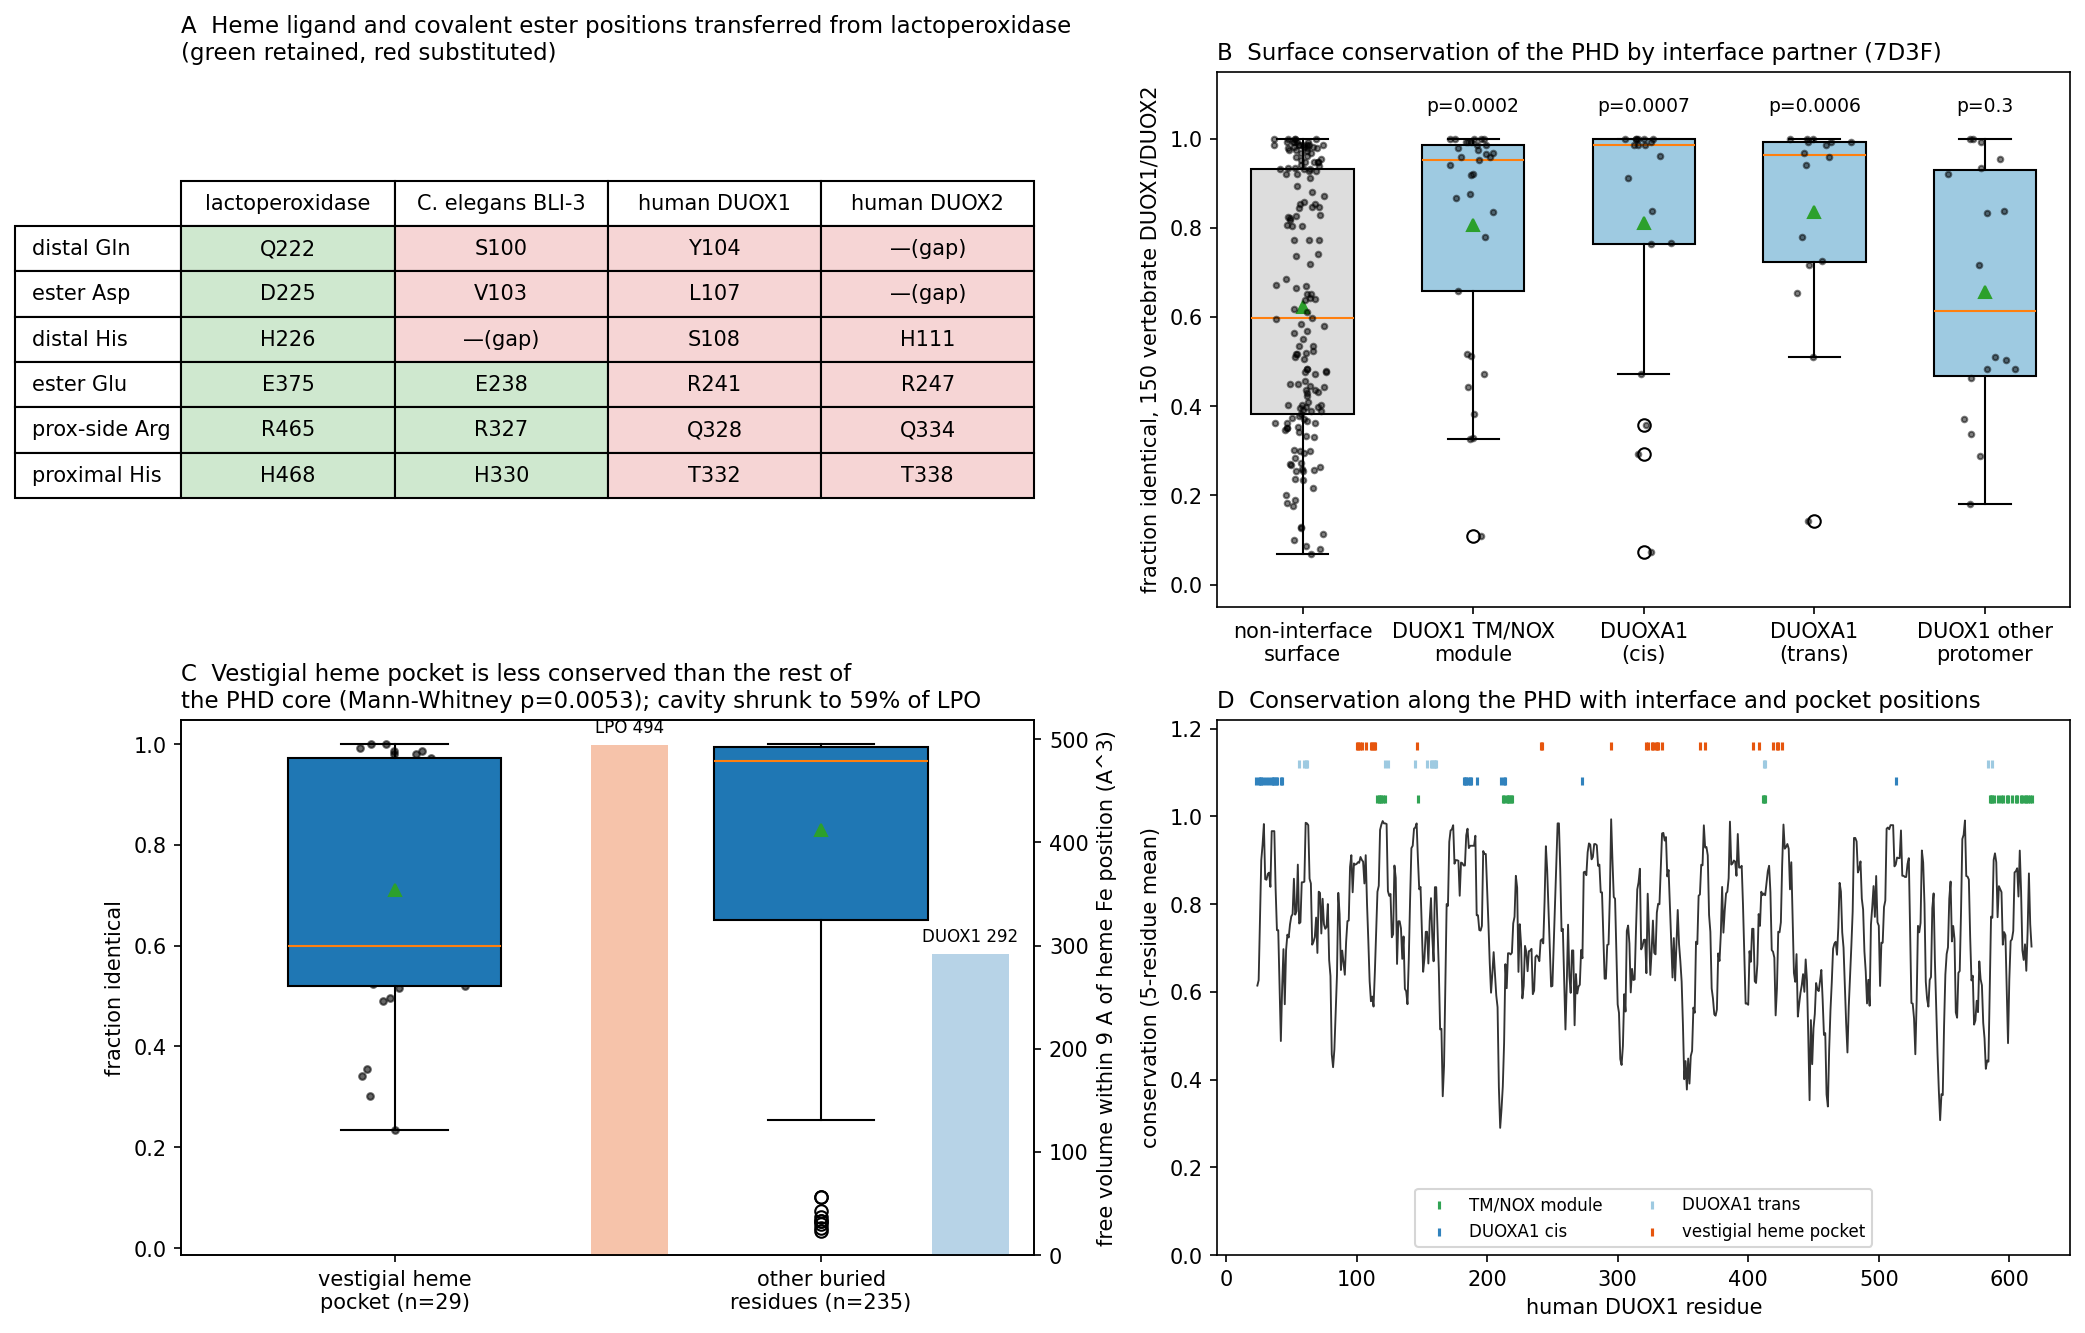 A  Heme ligand and covalent ester positions transferred from lactoperoxidase
(green retained, red substituted)
lactoperoxidase C. elegans BLI-3 human DUOX1 human DUOX2
distal Gln Q222 S100 Y104 —(gap)
ester Asp D225 V103 L107 —(gap)
distal His H226 —(gap) S108 H111
ester Glu E375 E238 R241 R247
prox-side Arg R465 R327 Q328 Q334
proximal His H468 H330 T332 T338
B  Surface conservation of the PHD by interface partner (7D3F)
fraction identical, 150 vertebrate DUOX1/DUOX2
p=0.0002 p=0.0007 p=0.0006 p=0.3
1.0
0.8
0.6
0.4
0.2
0.0
non-interface DUOX1 TM/NOX DUOXA1 DUOXA1 DUOX1 other
surface module (cis) (trans) protomer
C  Vestigial heme pocket is less conserved than the rest of
the PHD core (Mann-Whitney p=0.0053); cavity shrunk to 59% of LPO
fraction identical
1.0
0.8
0.6
0.4
0.2
0.0
LPO 494
DUOX1 292
500
400
300
200
100
0
free volume within 9 A of heme Fe position (A^3)
vestigial heme other buried
pocket (n=29) residues (n=235)
D  Conservation along the PHD with interface and pocket positions
conservation (5-residue mean)
1.2
1.0
0.8
0.6
0.4
0.2
0.0
TM/NOX module DUOXA1 trans
DUOXA1 cis vestigial heme pocket
0 100 200 300 400 500 600
human DUOX1 residue